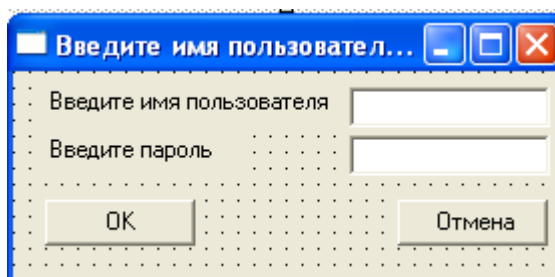 Введите имя пользовател...
Введите имя пользователя
Введите пароль
OK
Отмена